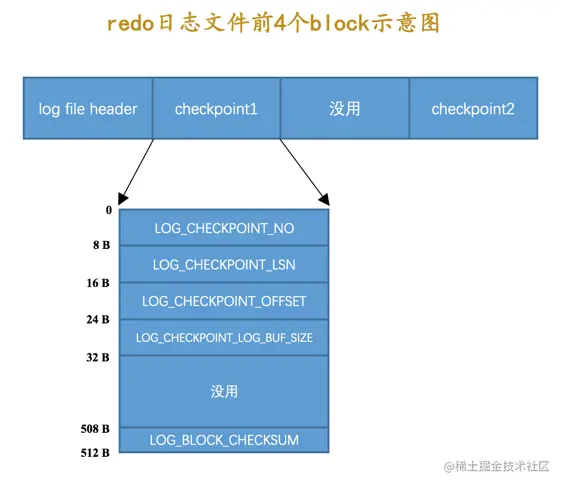 redo日志文件前4个block示意图
log file header
checkpoint1
没用
checkpoint2
0
LOG_CHECKPOINT_NO
8 B
LOG_CHECKPOINT_LSN
16 B
LOG_CHECKPOINT_OFFSET
24 B
LOG_CHECKPOINT_LOG_BUF_SIZE
32 B
没用
508 B
LOG_BLOCK_CHECKSUM
512 B
@稀土掘金技术社区